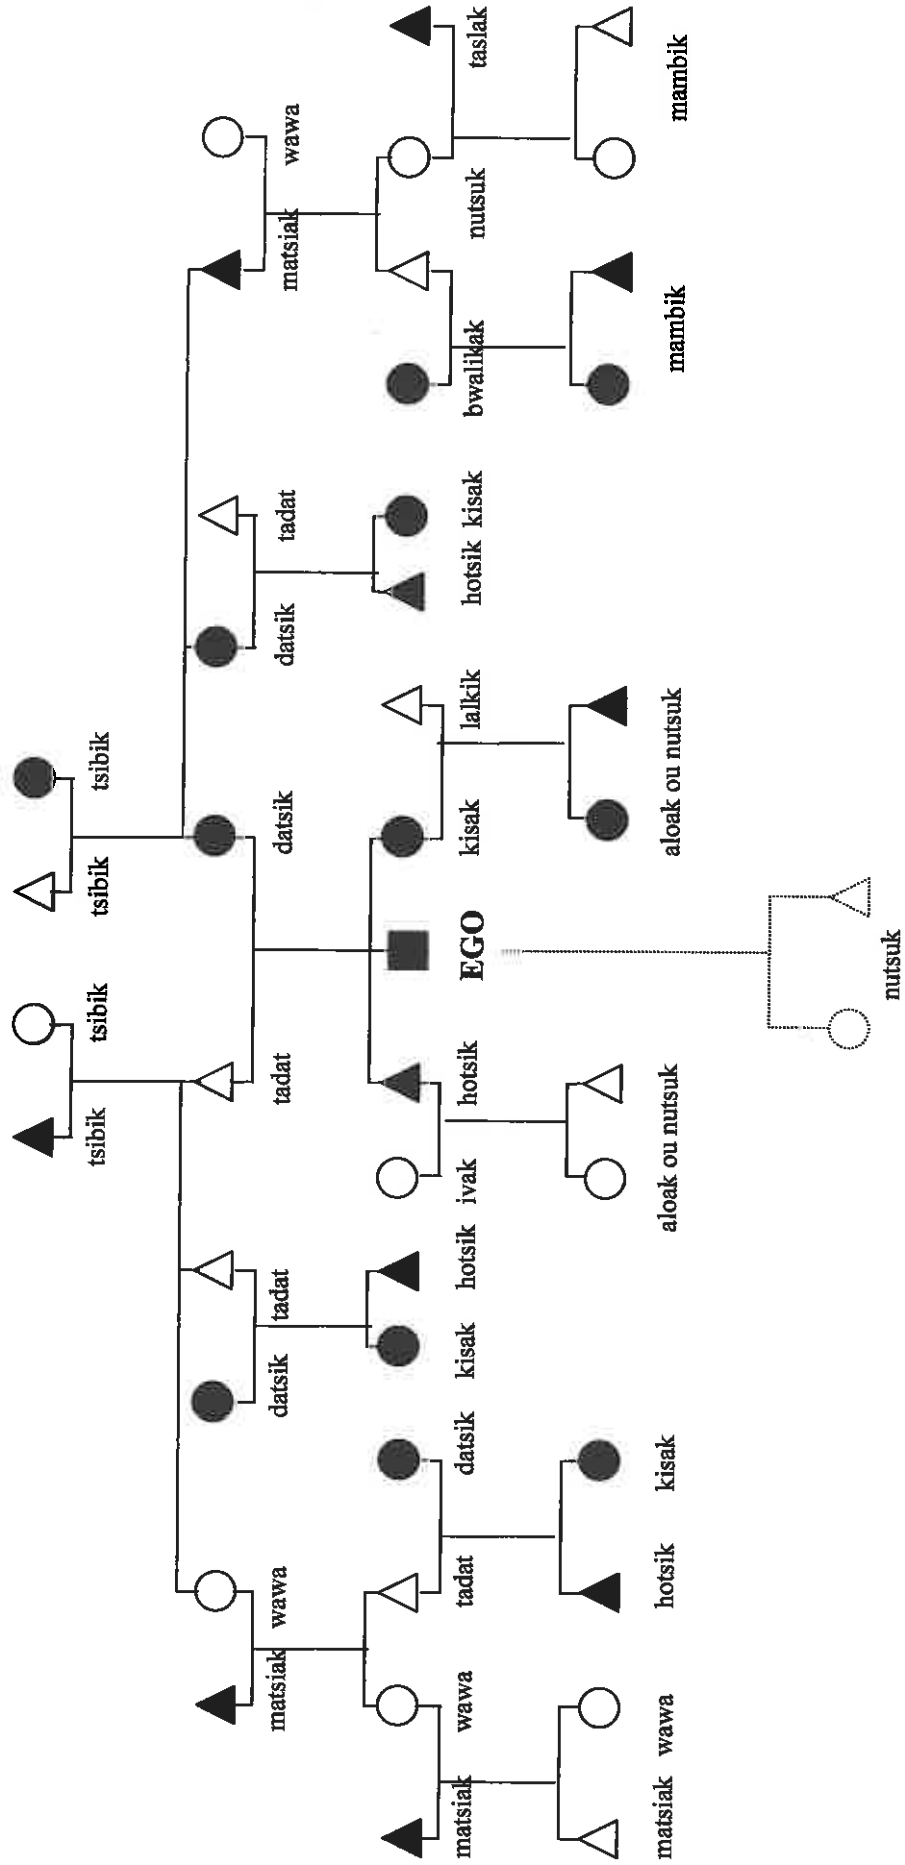 tsibik tsibik tsibik tsibik
matsiak wawa datsik tadat tadat datsik datsik tadat matsiak wawa
matsiak wawa tadat datsik kisak hotsik ivak hotsik EGO kisak lalkik hotsik kisak bwalikak nutsuk taslak
matsiak wawa hotsik kisak aloak ou nutsuk aloak ou nutsuk mambik mambik
nutsuk